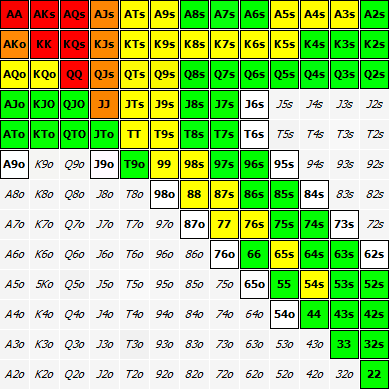 AA AKs AQs AJs ATs A9s A8s A7s A6s A5s A4s A3s A2s
AKo KK KQs KJs KTs K9s K8s K7s K6s K5s K4s K3s K2s
AQo KQo QQ QJs QTs Q9s Q8s Q7s Q6s Q5s Q4s Q3s Q2s
AJo KJO QJO JJ JTs J9s J8s J7s J6s J5s J4s J3s J2s
ATo KTo QTO JTo TT T9s T8s T7s T6s T5s T4s T3s T2s
A9o K9o Q9o J9o T9o 99 98s 97s 96s 95s 94s 93s 92s
A8o K8o Q8o J8o T8o 98o 88 87s 86s 85s 84s 83s 82s
A7o K7o Q7o J7o T7o 97o 87o 77 76s 75s 74s 73s 72s
A6o K6o Q6o J6o T6o 96o 86o 76o 66 65s 64s 63s 62s
A5o 5Ko Q5o J5o T5o 95o 85o 75o 65o 55 54s 53s 52s
A4o K4o Q4o J4o T4o 94o 84o 74o 64o 54o 44 43s 42s
A3o K3o Q3o J3o T3o 93o 83o 73o 63o 53o 43o 33 32s
A2o K2o Q2o J2o T2o 92o 82o 72o 62o 52o 42o 32o 22